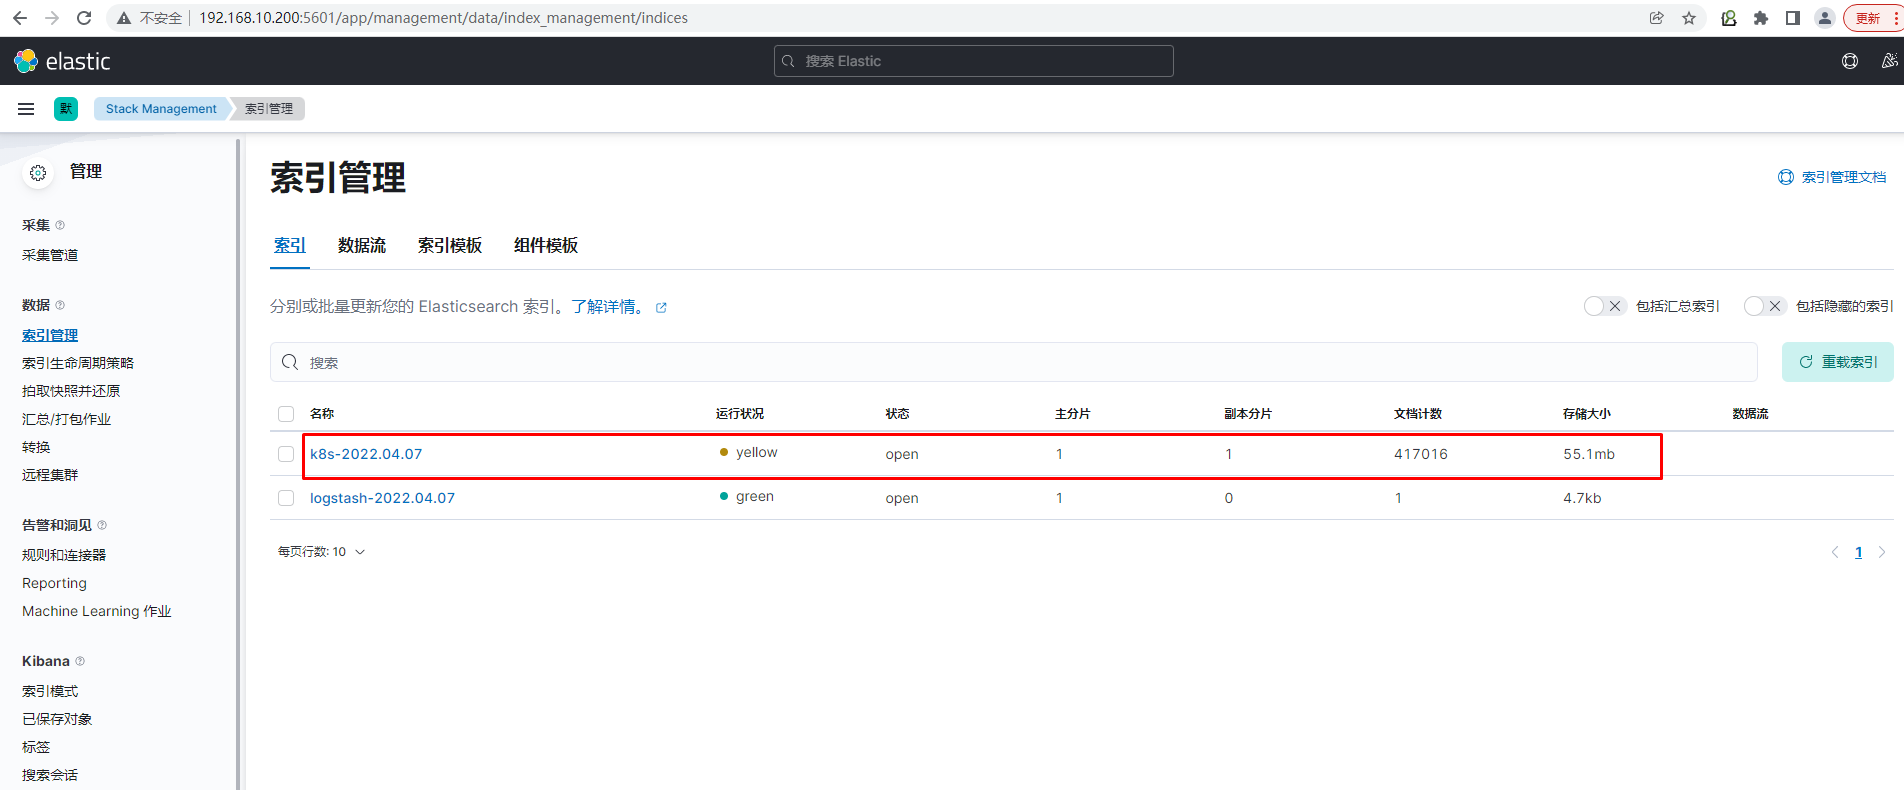 不安全 192.168.10.200:5601/app/management/data/index_management/indices 更新
elastic 搜索 Elastic
默 Stack Management 索引管理
管理
采集
采集管道
数据
索引管理
索引生命周期策略
拍取快照并还原
汇总/打包作业
转换
远程集群
告警和洞见
规则和连接器
Reporting
Machine Learning 作业
Kibana
索引模式
已保存对象
标签
搜索会话
索引管理
索引管理文档
索引 数据流 索引模板 组件模板
分别或批量更新您的 Elasticsearch 索引。了解详情。 包括汇总索引 包括隐藏的索引
搜索 重载索引
名称 运行状况 状态 主分片 副本分片 文档计数 存储大小 数据流
k8s-2022.04.07 yellow open 1 1 417016 55.1mb
logstash-2022.04.07 green open 1 0 1 4.7kb
每页行数: 10 1